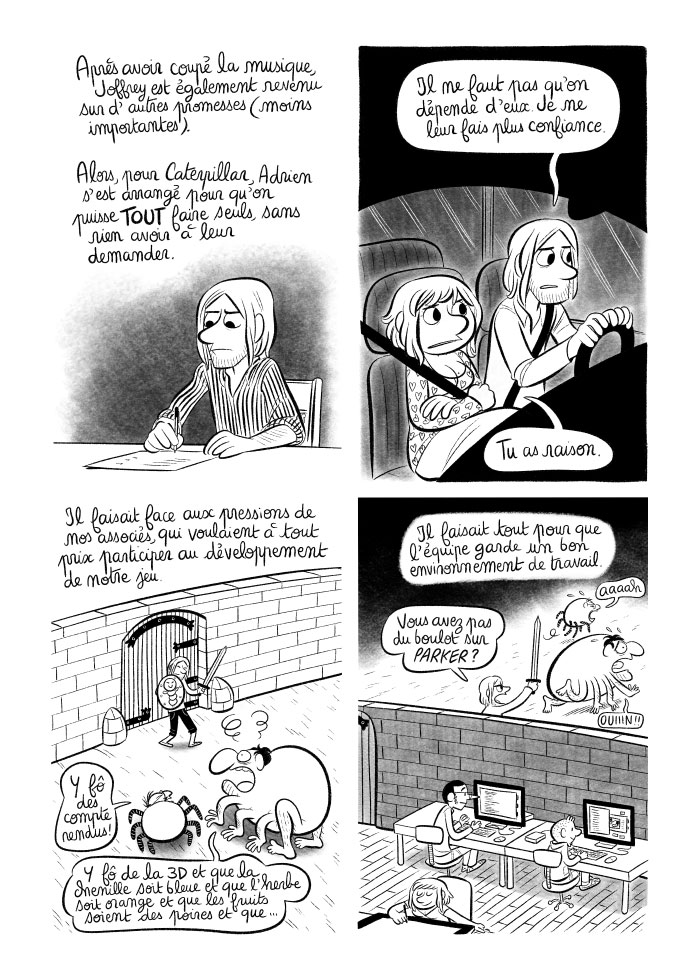 Après avoir coupé la musique,
Joffrey est également revenu
sur d'autres promesses (moins
importantes).
Alors, pour Caterpillar, Adrien
s'est arrangé pour qu'on
puisse TOUT faire seuls, sans
rien avoir à leur
demander.
Il ne faut pas qu'on
dépende d'eux. Je ne
leur fais plus confiance.
Tu as raison.
Il faisait face aux pressions de
nos associés, qui voulaient à tout
prix participer au développement
de notre jeu.
Y fô
des
compte
rendus!
Y fô de la 3D et que la
chenille soit bleue et que l'herbe
soit orange et que les fruits
soient des poires et que...
Il faisait tout pour que
l'équipe garde un bon
environnement de travail.
aaaah
Vous avez pas
du boulot sur
PARKER?
OUIIIN!!